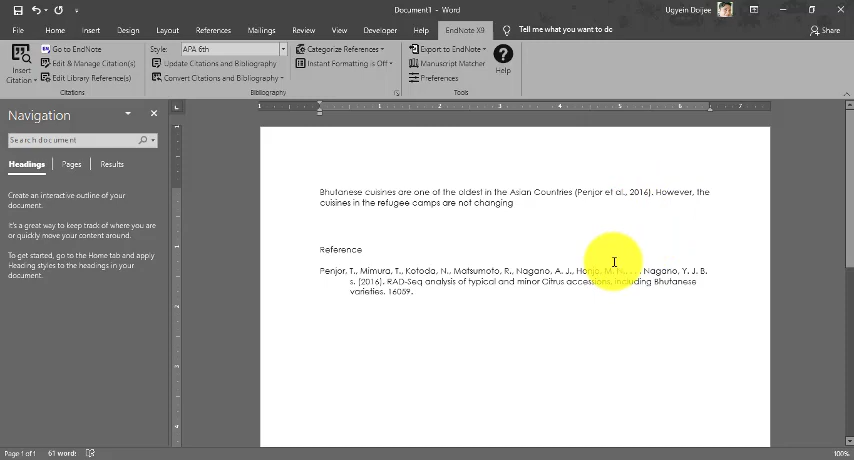 Document1 - Word
Ugyein Doijee
File Home Insert Design Layout References Mailings Review View Developer Help EndNote X9 Tell me what you want to do Share
Go to EndNote Style: APA 6th Categorize References Export to EndNote
Insert Citation Edit & Manage Citation(s) Update Citations and Bibliography Instant Formatting is Off Manuscript Matcher Help
Edit Library Reference(s) Convert Citations and Bibliography Preferences
Citations Bibliography Tools
Navigation
Search document
Headings Pages Results
Create an interactive outline of your
document.
It's a great way to keep track of where you are
or quickly move your content around.
To get started, go to the Home tab and apply
Heading styles to the headings in your
document.
Bhutanese cuisines are one of the oldest in the Asian Countries (Penjor et al., 2016). However, the
cuisines in the refugee camps are not changing
Reference
Penjor, T., Mimura, T., Kotoda, N., Matsumoto, R., Nagano, A. J., Honjo, M. N., . . . Nagano, Y. J. B.
s. (2016). RAD-Seq analysis of typical and minor Citrus accessions, including Bhutanese
varieties. 16059.
Page 1 of 1 61 words 100%